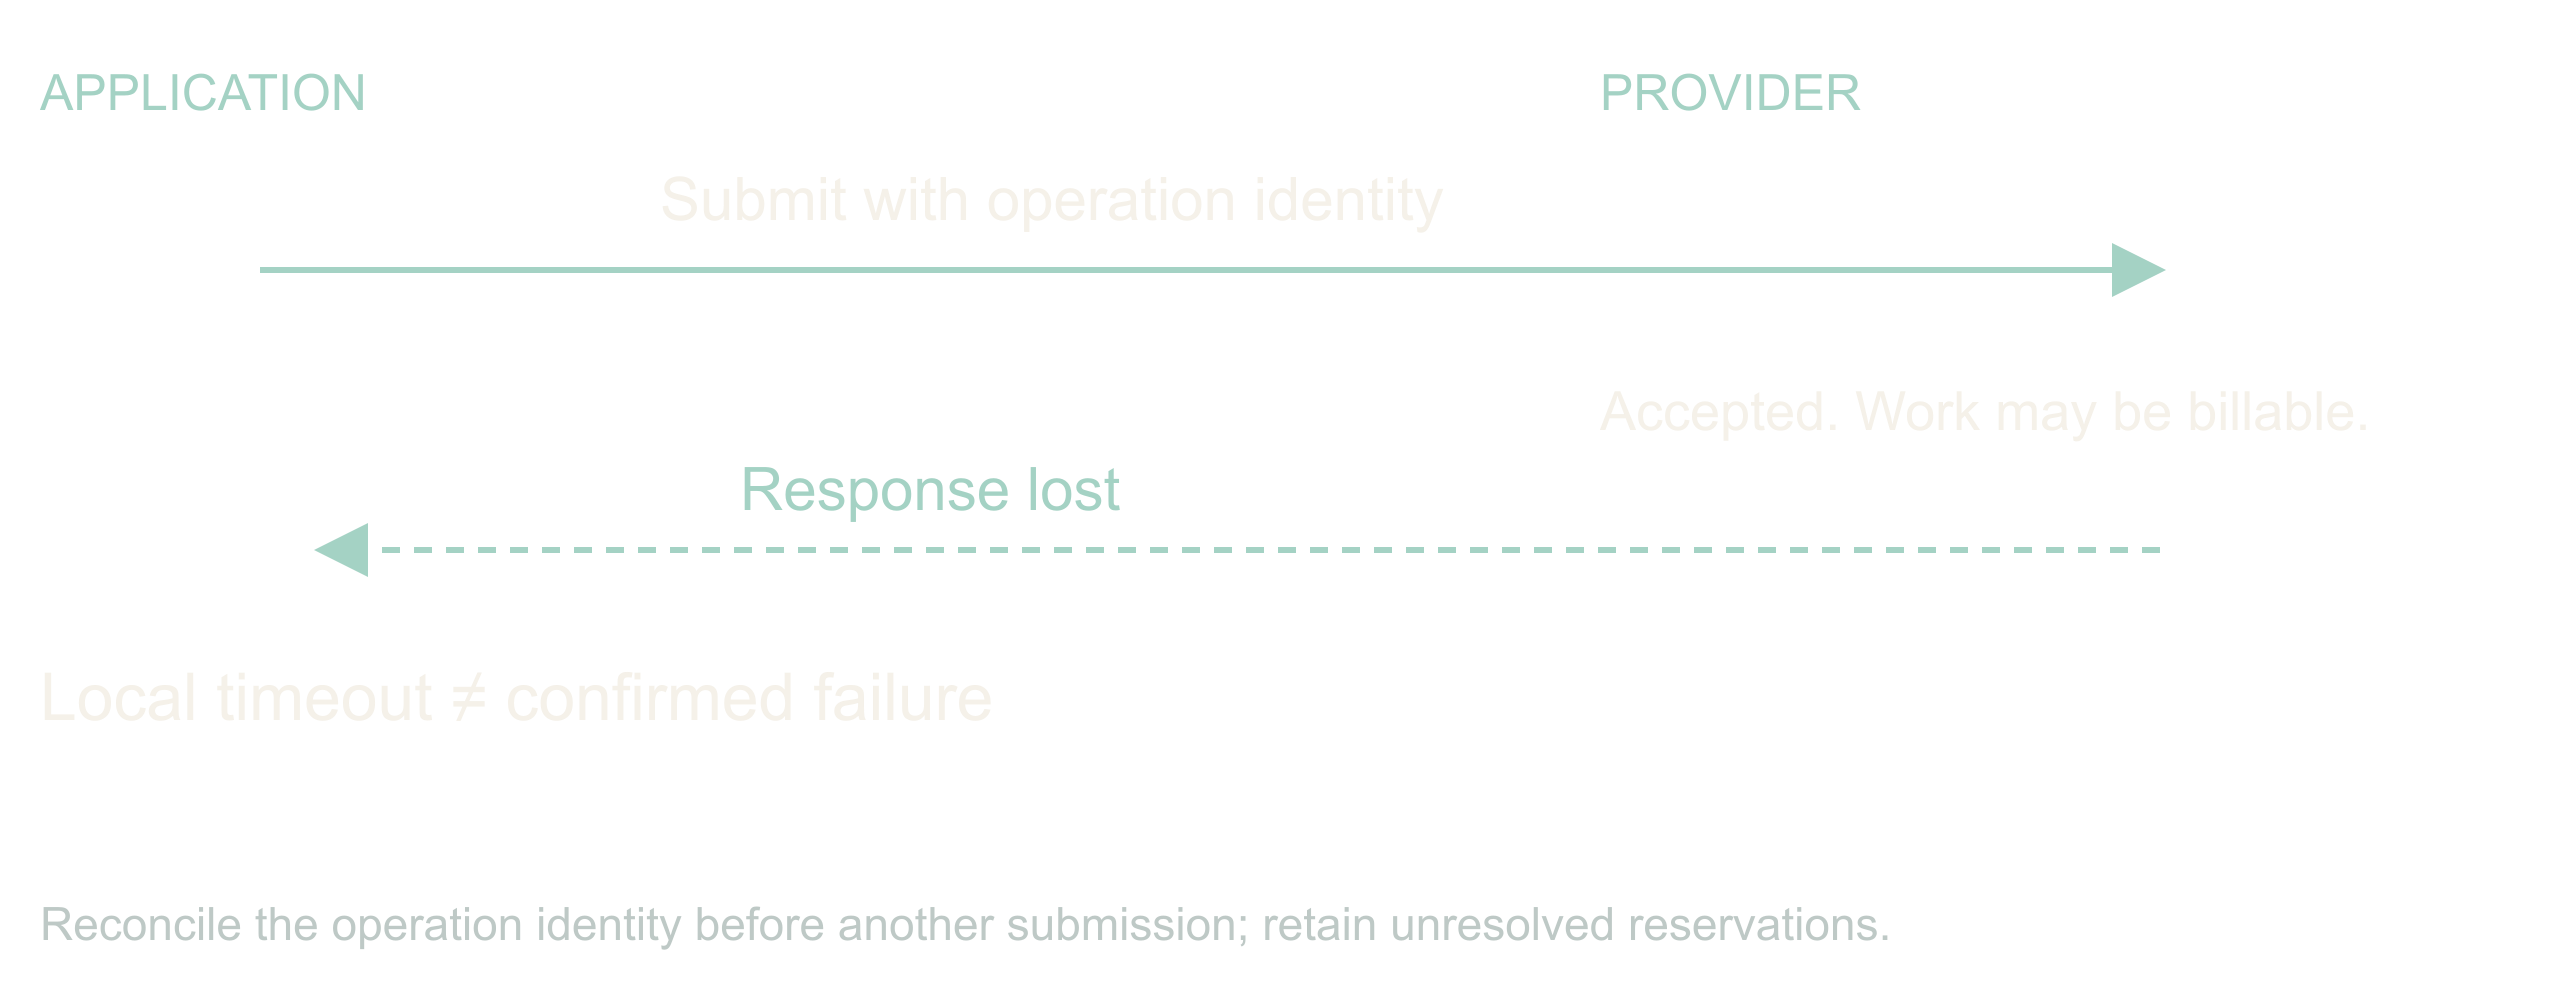 APPLICATION
PROVIDER
Submit with operation identity
Accepted. Work may be billable.
Response lost
Local timeout ≠ confirmed failure
Reconcile the operation identity before another submission; retain unresolved reservations.